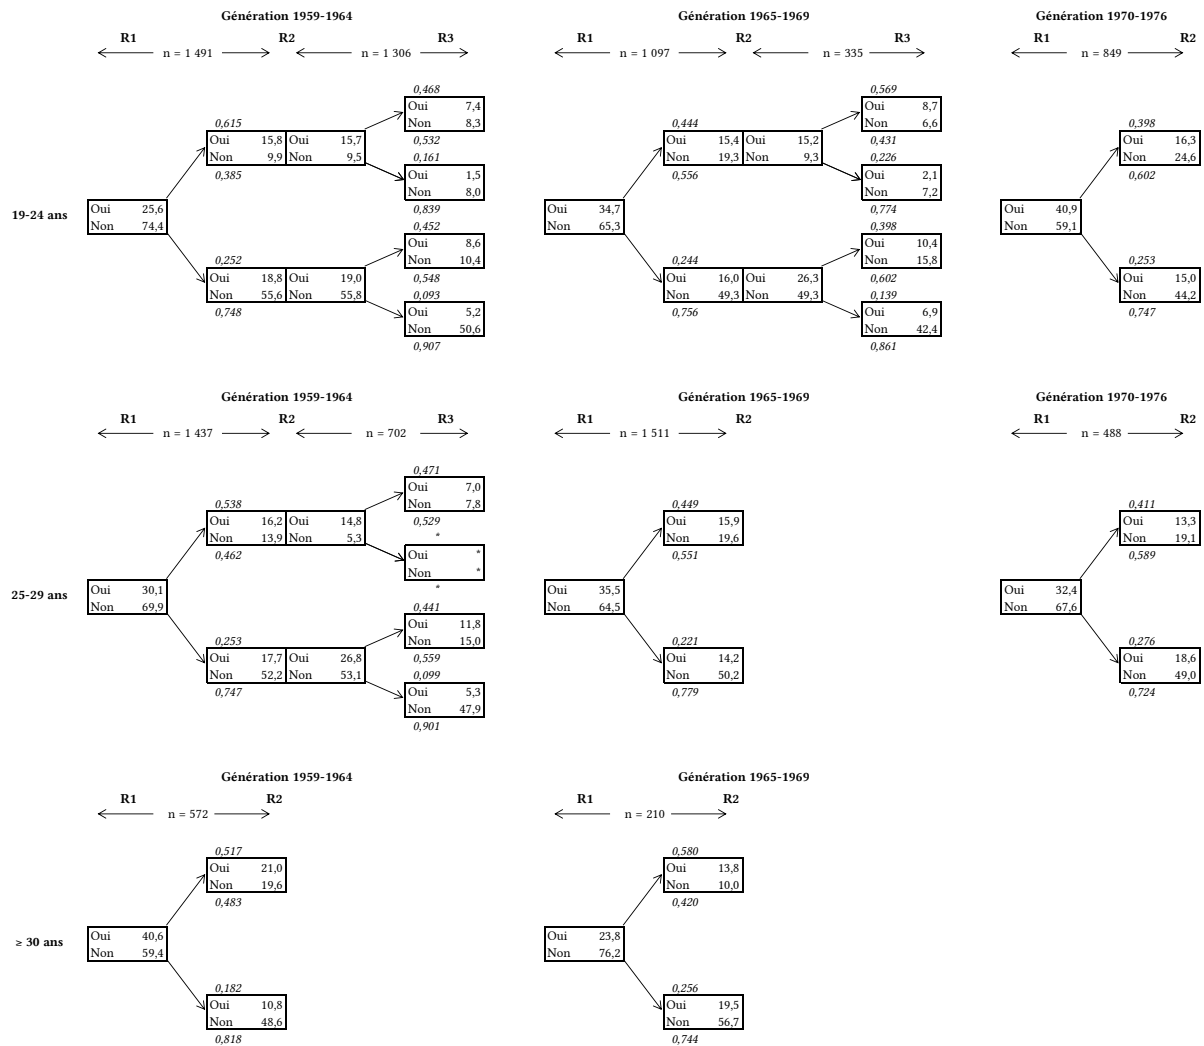 Génération 1959-1964 Génération 1965-1969 Génération 1970-1976
R1 R2 R3 R1 R2 R3 R1 R2
n = 1 491 n = 1 306 n = 1 097 n = 335 n = 849
0,468 0,569
Oui 7,4 Oui 8,7
0,615 Non 8,3 0,444 Non 6,6 0,398
Oui 15,8 Oui 15,7 0,532 Oui 15,4 Oui 15,2 0,431 Oui 16,3
Non 9,9 Non 9,5 0,161 Non 19,3 Non 9,3 0,226 Non 24,6
0,385 Oui 1,5 0,556 Oui 2,1 0,602
Non 8,0 Non 7,2
19-24 ans Oui 25,6 0,839 Oui 34,7 0,774 Oui 40,9
Non 74,4 0,452 Non 65,3 0,398 Non 59,1
Oui 8,6 Oui 10,4
0,252 Non 10,4 0,244 Non 15,8 0,253
Oui 18,8 Oui 19,0 0,548 Oui 16,0 Oui 26,3 0,602 Oui 15,0
Non 55,6 Non 55,8 0,093 Non 49,3 Non 49,3 0,139 Non 44,2
0,748 Oui 5,2 0,756 Oui 6,9 0,747
Non 50,6 Non 42,4
0,907 0,861
Génération 1959-1964 Génération 1965-1969 Génération 1970-1976
R1 R2 R3 R1 R2 R1 R2
n = 1 437 n = 702 n = 1 511 n = 488
0,471
Oui 7,0
0,538 Non 7,8 0,449 0,411
Oui 16,2 Oui 14,8 0,529 Oui 15,9 Oui 13,3
Non 13,9 Non 5,3 * Non 19,6 Non 19,1
0,462 Oui * 0,551 0,589
Non *
25-29 ans Oui 30,1 * Oui 35,5 Oui 32,4
Non 69,9 0,441 Non 64,5 Non 67,6
Oui 11,8
0,253 Non 15,0 0,221 0,276
Oui 17,7 Oui 26,8 0,559 Oui 14,2 Oui 18,6
Non 52,2 Non 53,1 0,099 Non 50,2 Non 49,0
0,747 Oui 5,3 0,779 0,724
Non 47,9
0,901
Génération 1959-1964 Génération 1965-1969
R1 R2 R1 R2
n = 572 n = 210
0,517 0,580
Oui 21,0 Oui 13,8
Non 19,6 Non 10,0
0,483 0,420
≥ 30 ans Oui 40,6 Oui 23,8
Non 59,4 Non 76,2
0,182 0,256
Oui 10,8 Oui 19,5
Non 48,6 Non 56,7
0,818 0,744